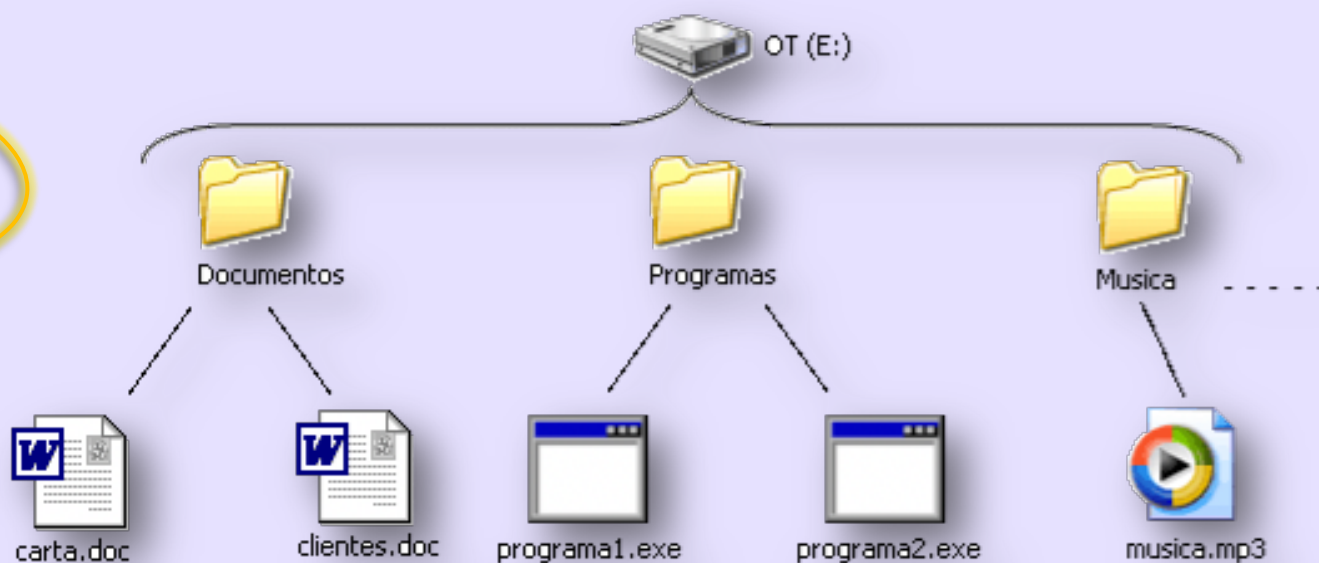 OT (E:)
Documentos
Programas
Musica - - - - -
carta.doc
clientes.doc
programa1.exe
programa2.exe
musica.mp3